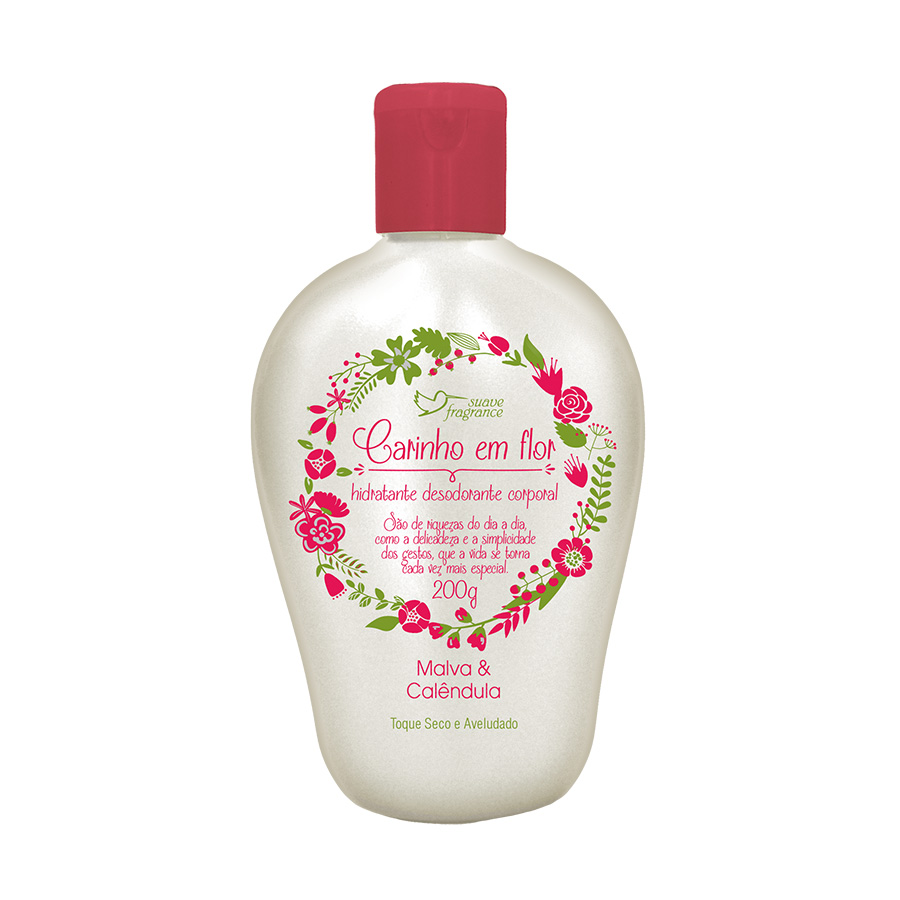 suave
fragrance
Carinho em flor
hidratante desodorante corporal
São de riquezas do dia a dia,
como a delicadeza e a simplicidade
dos gestos, que a vida se torna
cada vez mais especial.
200g
Malva &
Calêndula
Toque Seco e Aveludado